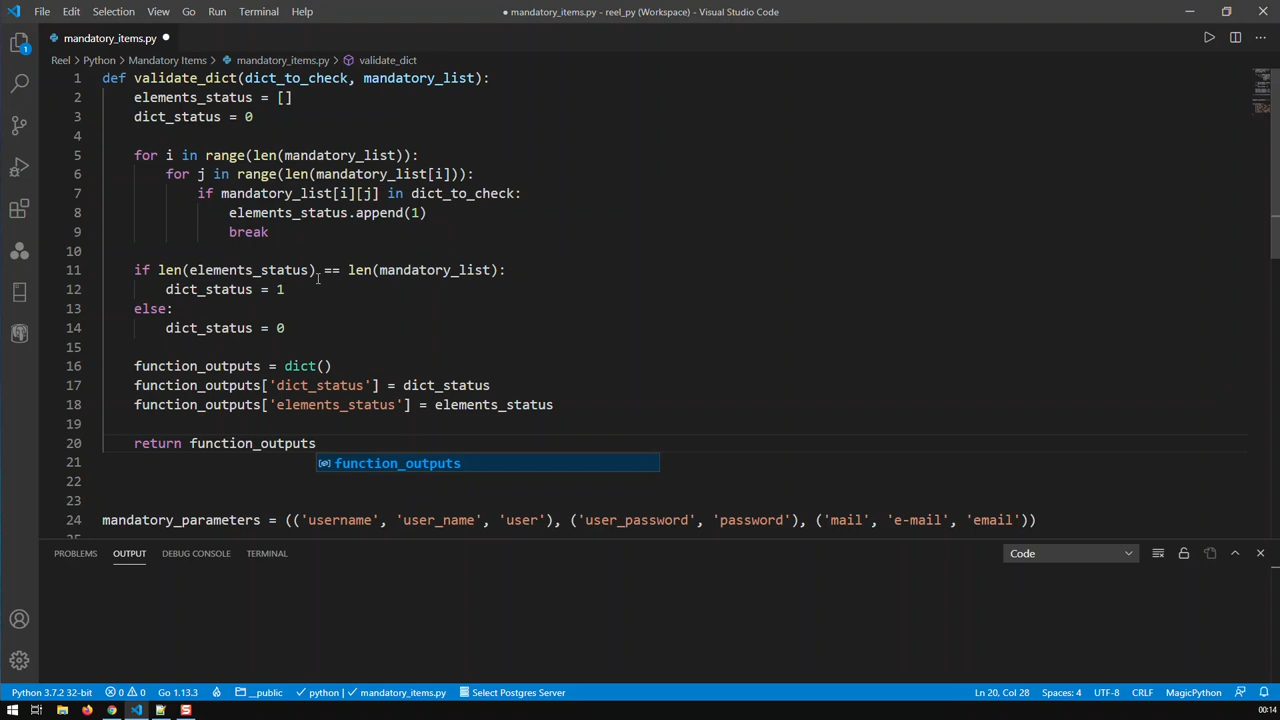 File Edit Selection View Go Run Terminal Help
● mandatory_items.py - reel_py (Workspace) - Visual Studio Code
mandatory_items.py ●
Reel > Python > Mandatory Items > mandatory_items.py > validate_dict
1 def validate_dict(dict_to_check, mandatory_list):
2 elements_status = []
3 dict_status = 0
4
5 for i in range(len(mandatory_list)):
6 for j in range(len(mandatory_list[i])):
7 if mandatory_list[i][j] in dict_to_check:
8 elements_status.append(1)
9 break
10
11 if len(elements_status) == len(mandatory_list):
12 dict_status = 1
13 else:
14 dict_status = 0
15
16 function_outputs = dict()
17 function_outputs['dict_status'] = dict_status
18 function_outputs['elements_status'] = elements_status
19
20 return function_outputs
21 function_outputs
22
23
24 mandatory_parameters = (('username', 'user_name', 'user'), ('user_password', 'password'), ('mail', 'e-mail', 'email'))
PROBLEMS OUTPUT DEBUG CONSOLE TERMINAL Code
Python 3.7.2 32-bit 0 0 Go 1.13.3 __public python | mandatory_items.py Select Postgres Server Ln 20, Col 28 Spaces: 4 UTF-8 CRLF MagicPython
00:14